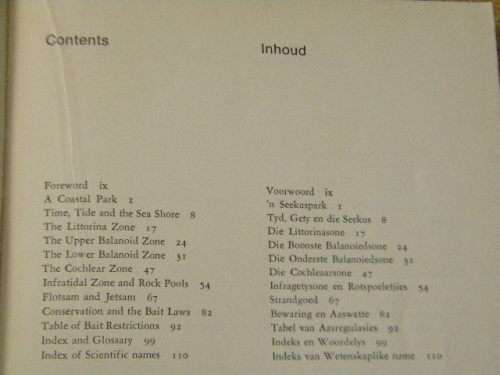 Contents
Foreword ix
A Coastal Park 1
Time, Tide and the Sea Shore 8
The Littorina Zone 17
The Upper Balanoid Zone 24
The Lower Balanoid Zone 31
The Cochlear Zone 47
Infratidal Zone and Rock Pools 54
Flotsam and Jetsam 67
Conservation and the Bait Laws 82
Table of Bait Restrictions 92
Index and Glossary 99
Index of Scientific names 110
Inhoud
Voorwoord ix
'n Seekuspark 1
Tyd, Gety en die Seekus 8
Die Littorinasone 17
Die Boonste Balanoiedsone 24
Die Onderste Balanoiedsone 31
Die Cochlearsone 47
Infragetysone en Rotspoeletjies 54
Strandgoed 67
Bewaring en Aaswette 82
Tabel van Aasregulasies 92
Indeks en Woordelys 99
Indeks van Wetenskaplike name 110